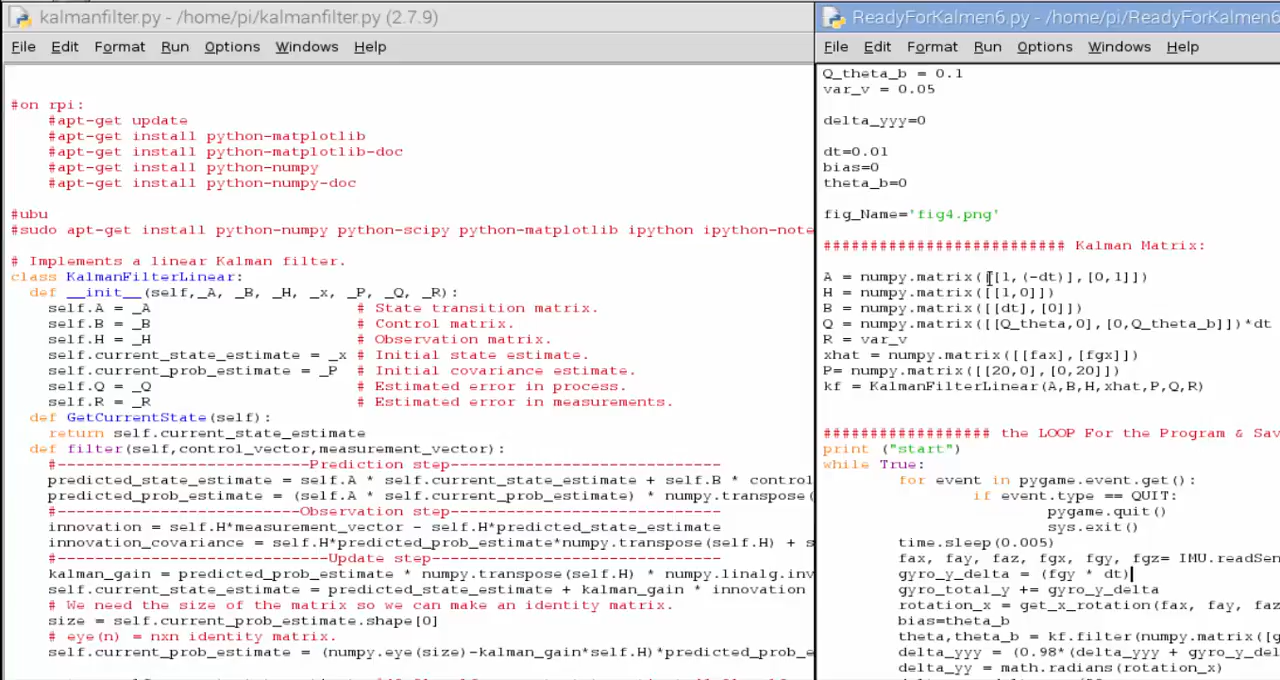 kalmanfilter.py - /home/pi/kalmanfilter.py (2.7.9)
File Edit Format Run Options Windows Help
#on rpi:
#apt-get update
#apt-get install python-matplotlib
#apt-get install python-matplotlib-doc
#apt-get install python-numpy
#apt-get install python-numpy-doc
#ubu
#sudo apt-get install python-numpy python-scipy python-matplotlib ipython ipython-note
# Implements a linear Kalman filter.
class KalmanFilterLinear:
def __init__(self,_A, _B, _H, _x, _P, _Q, _R):
self.A = _A # State transition matrix.
self.B = _B # Control matrix.
self.H = _H # Observation matrix.
self.current_state_estimate = _x # Initial state estimate.
self.current_prob_estimate = _P # Initial covariance estimate.
self.Q = _Q # Estimated error in process.
self.R = _R # Estimated error in measurements.
def GetCurrentState(self):
return self.current_state_estimate
def filter(self,control_vector,measurement_vector):
#---------------------------Prediction step-----------------------------
predicted_state_estimate = self.A * self.current_state_estimate + self.B * control
predicted_prob_estimate = (self.A * self.current_prob_estimate) * numpy.transpose(
#--------------------------Observation step-----------------------------
innovation = self.H*measurement_vector - self.H*predicted_state_estimate
innovation_covariance = self.H*predicted_prob_estimate*numpy.transpose(self.H) + s
#-----------------------------Update step-------------------------------
kalman_gain = predicted_prob_estimate * numpy.transpose(self.H) * numpy.linalg.inv
self.current_state_estimate = predicted_state_estimate + kalman_gain * innovation
# We need the size of the matrix so we can make an identity matrix.
size = self.current_prob_estimate.shape[0]
# eye(n) = nxn identity matrix.
self.current_prob_estimate = (numpy.eye(size)-kalman_gain*self.H)*predicted_prob_e
ReadyForKalmen6.py - /home/pi/ReadyForKalmen6
File Edit Format Run Options Windows Help
Q_theta_b = 0.1
var_v = 0.05
delta_yyy=0
dt=0.01
bias=0
theta_b=0
fig_Name='fig4.png'
########################## Kalman Matrix:
A = numpy.matrix([[1,(-dt)],[0,1]])
H = numpy.matrix([[1,0]])
B = numpy.matrix([[dt],[0]])
Q = numpy.matrix([[Q_theta,0],[0,Q_theta_b]])*dt
R = var_v
xhat = numpy.matrix([[fax],[fgx]])
P= numpy.matrix([[20,0],[0,20]])
kf = KalmanFilterLinear(A,B,H,xhat,P,Q,R)
################## the LOOP For the Program & Sav
print ("start")
while True:
for event in pygame.event.get():
if event.type == QUIT:
pygame.quit()
sys.exit()
time.sleep(0.005)
fax, fay, faz, fgx, fgy, fgz= IMU.readSen
gyro_y_delta = (fgy * dt)
gyro_total_y += gyro_y_delta
rotation_x = get_x_rotation(fax, fay, faz
bias=theta_b
theta,theta_b = kf.filter(numpy.matrix([g
delta_yyy = (0.98*(delta_yyy + gyro_y_del
delta_yy = math.radians(rotation_x)